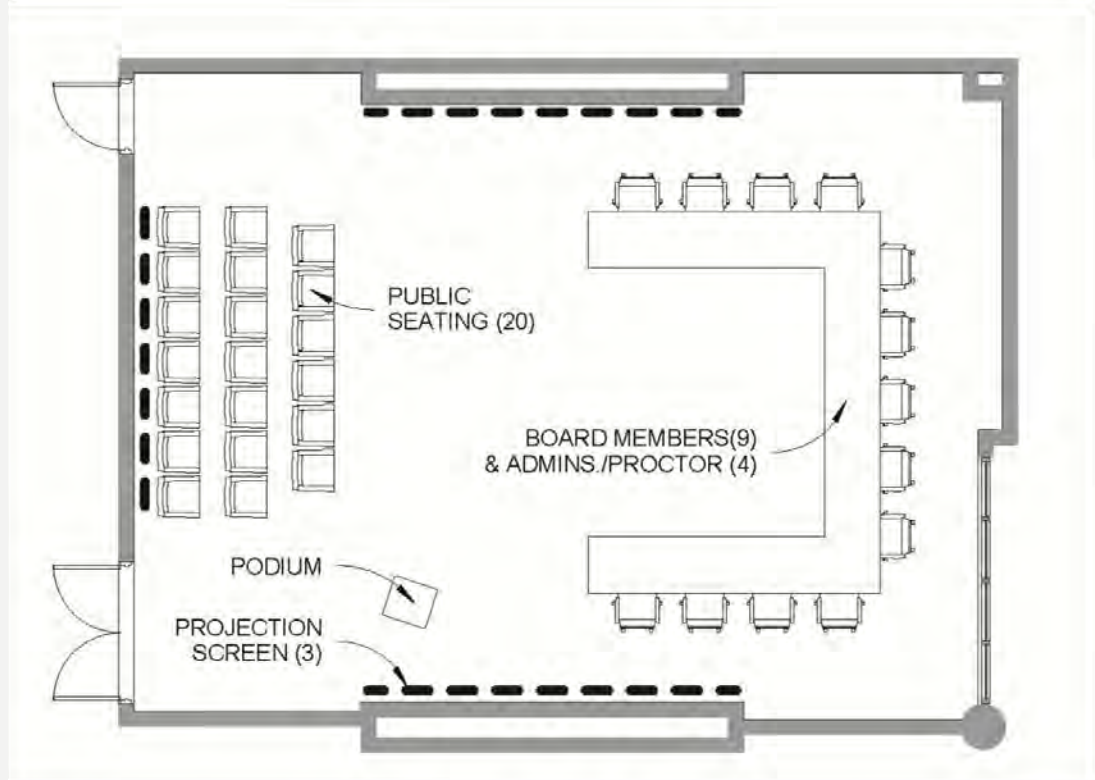 PUBLIC
SEATING (20)
BOARD MEMBERS(9)
& ADMINS./PROCTOR (4)
PODIUM
PROJECTION
SCREEN (3)